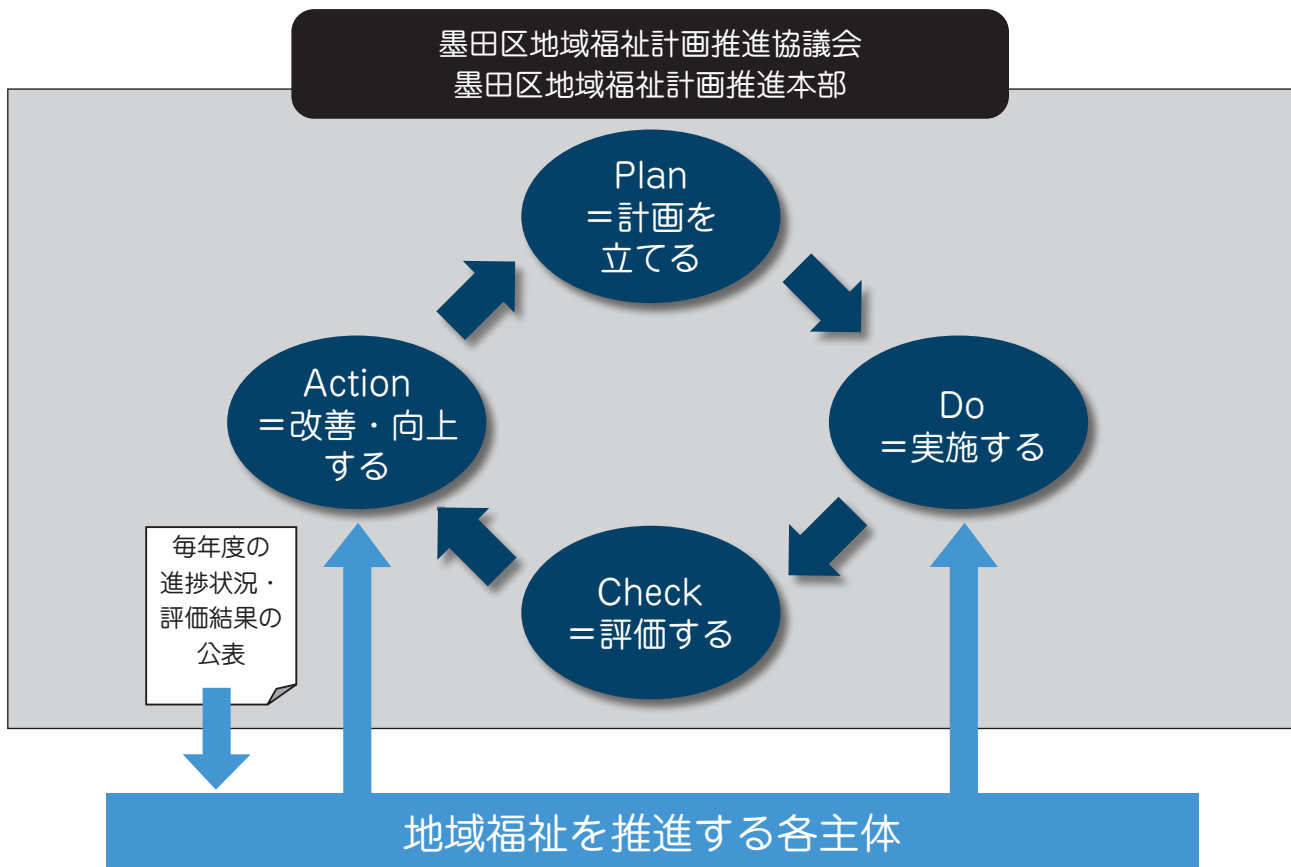 墨田区地域福祉計画推進協議会
墨田区地域福祉計画推進本部
Plan
＝計画を
立てる
Action
＝改善・向上
する
Do
＝実施する
Check
＝評価する
毎年度の
進捗状況・
評価結果の
公表
地域福祉を推進する各主体